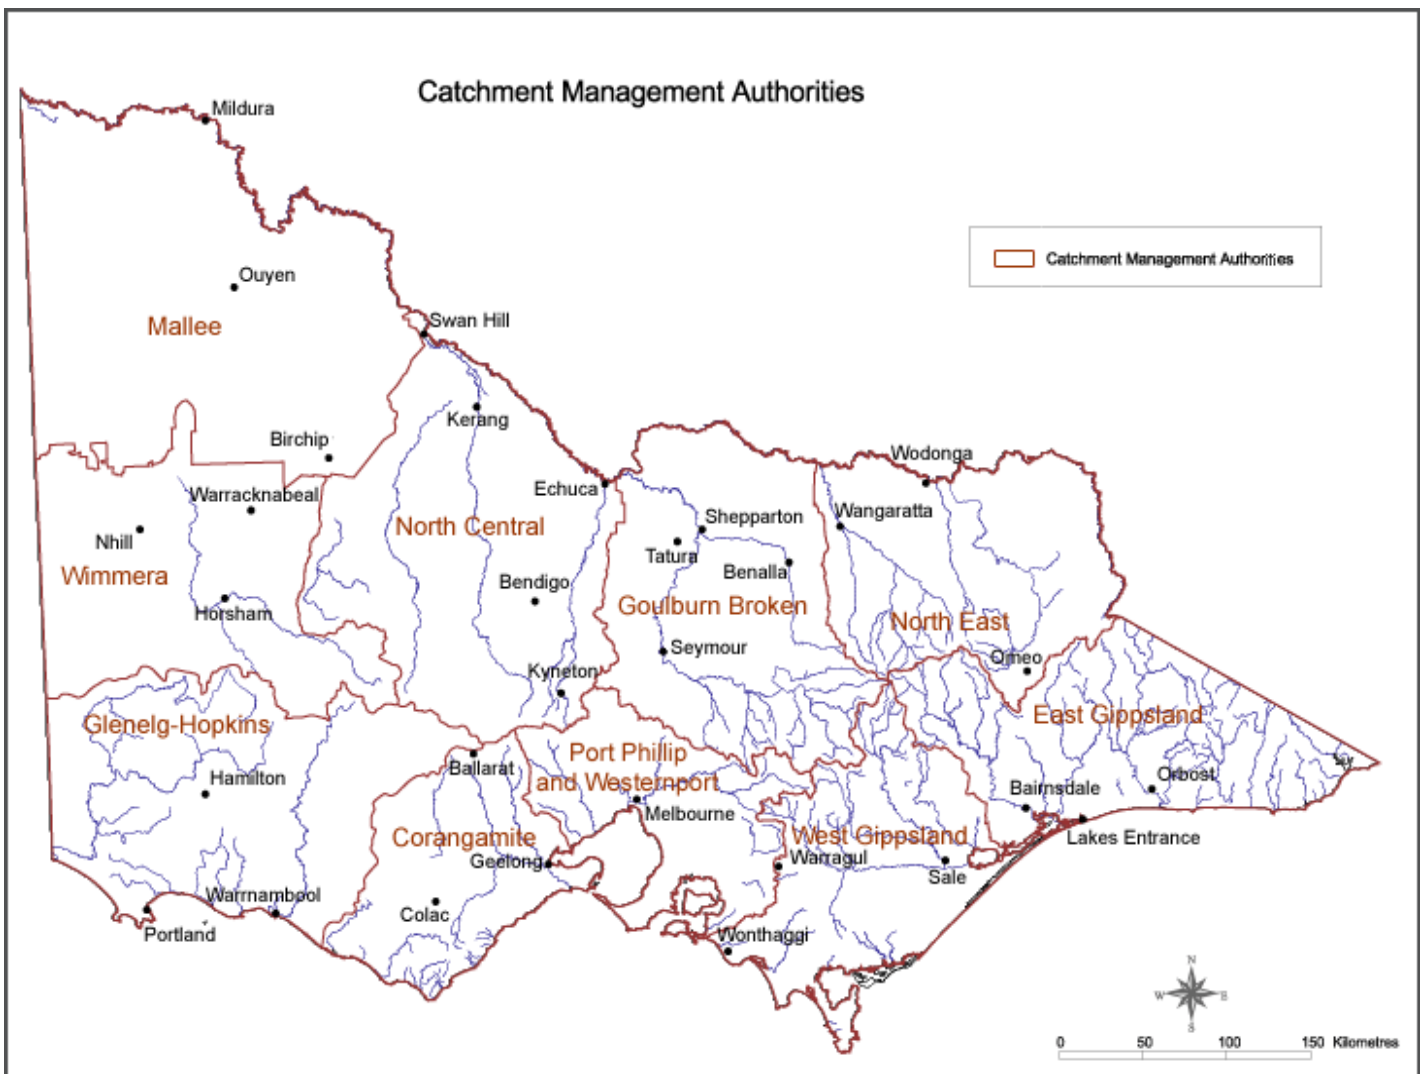 Catchment Management Authorities
Mildura
Catchment Management Authorities
Ouyen
Mallee
Swan Hill
Kerang
Birchip
Wodonga
Echuca
Warracknabeal
Wangaratta
Shepparton
North Central
Nhill
Tatura
Benalla
Wimmera
Bendigo
Goulburn Broken
Horsham
North East
Seymour
Omeo
Kyneton
Glenelg-Hopkins
East Gippsland
Port Phillip
and Westernport
Ballarat
Hamilton
Orbost
Bairnsdale
Melbourne
Corangamite
West Gippsland
Lakes Entrance
Geelong
Warragul
Sale
Warrnambool
Colac
Portland
Wonthaggi
N
W E
S
0 50 100 150 Kilometres